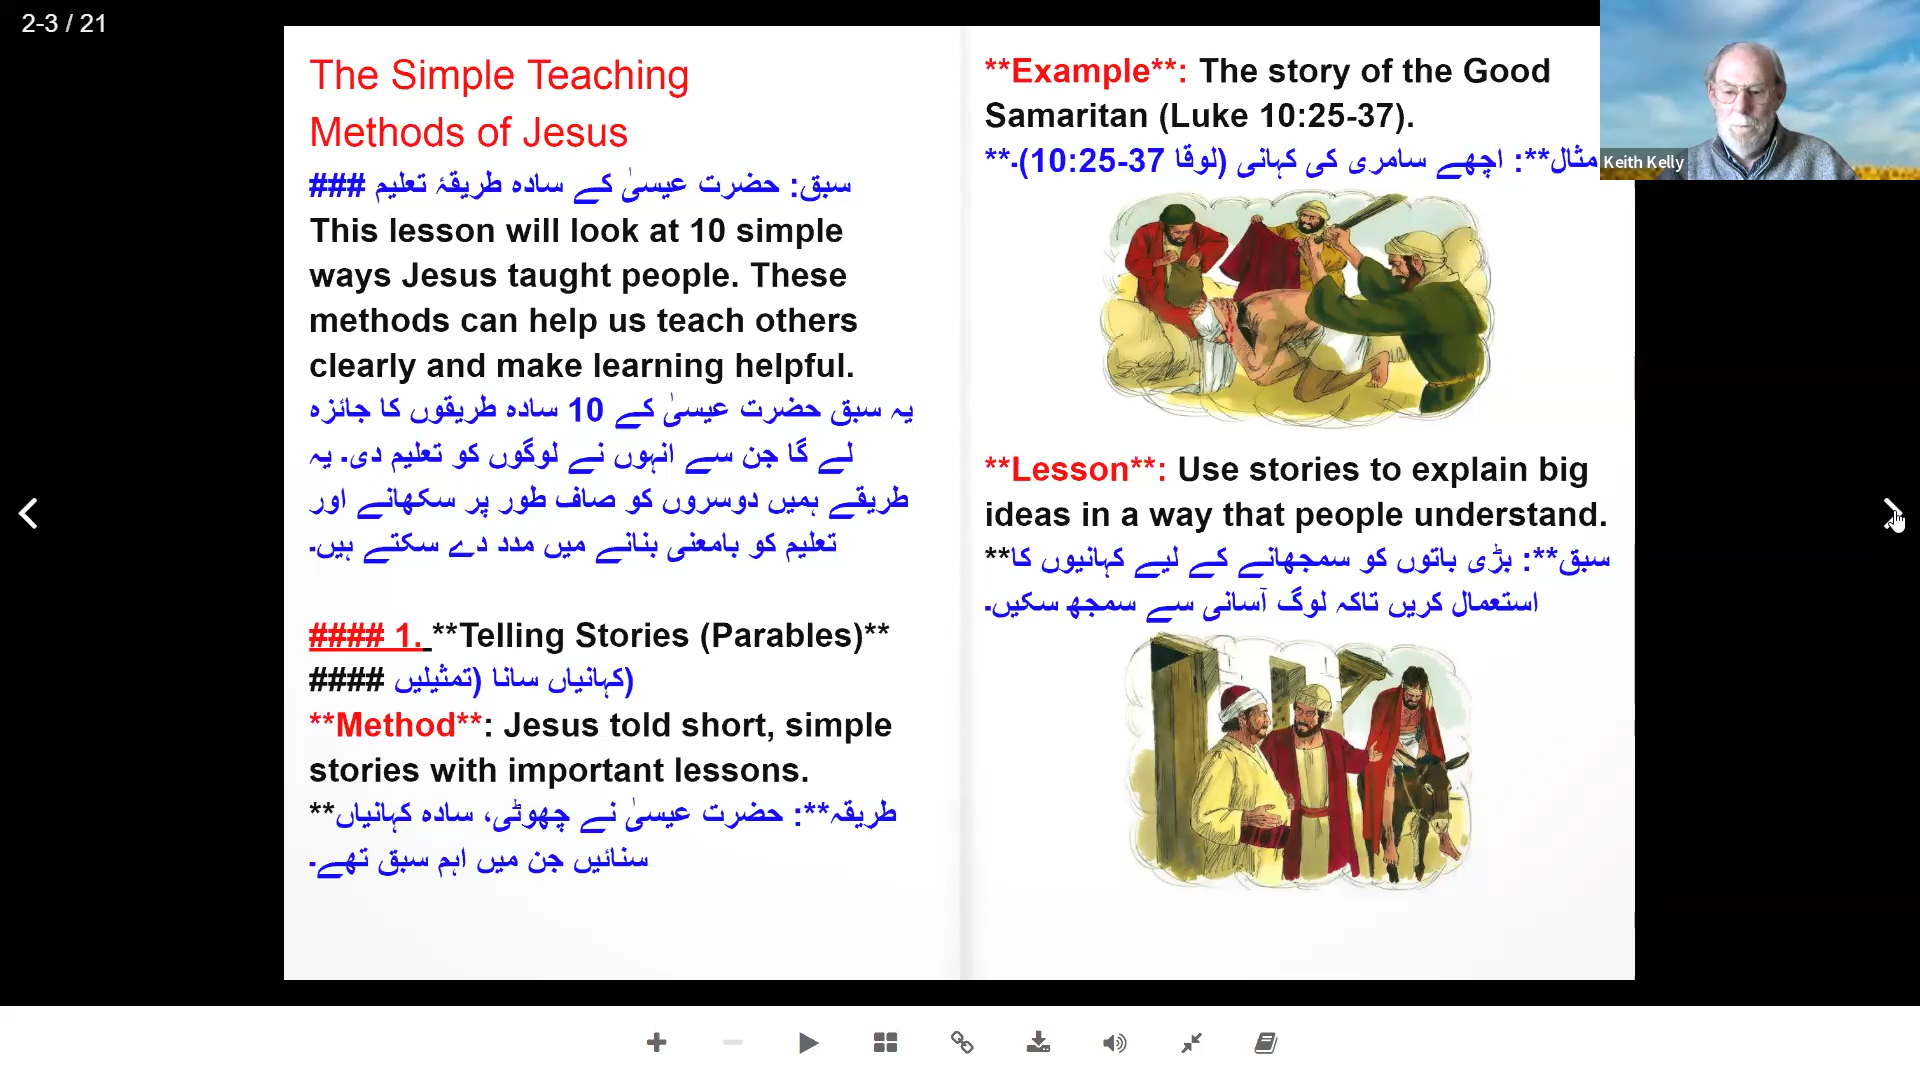 2-3 / 21
The Simple Teaching
Methods of Jesus
### سبق: حضرت عیسیٰ کے سادہ طریقۂ تعلیم
This lesson will look at 10 simple
ways Jesus taught people. These
methods can help us teach others
clearly and make learning helpful.
یہ سبق حضرت عیسیٰ کے 10 سادہ طریقوں کا جائزہ
لے گا جن سے انہوں نے لوگوں کو تعلیم دی۔ یہ
طریقے ہمیں دوسروں کو صاف طور پر سکھانے اور
تعلیم کو بامعنی بنانے میں مدد دے سکتے ہیں۔
#### 1. **Telling Stories (Parables)**
#### کہانیاں سانا (تمثیلیں)
**Method**: Jesus told short, simple
stories with important lessons.
**طریقہ**: حضرت عیسیٰ نے چھوٹی، سادہ کہانیاں
سنائیں جن میں اہم سبق تھے۔
**Example**: The story of the Good
Samaritan (Luke 10:25-37).
**مثال**: اچھے سامری کی کہانی (لوقا 10:25-37)۔
**Lesson**: Use stories to explain big
ideas in a way that people understand.
**سبق**: بڑی باتوں کو سمجھانے کے لیے کہانیوں کا
استعمال کریں تاکہ لوگ آسانی سے سمجھ سکیں۔
Keith Kelly